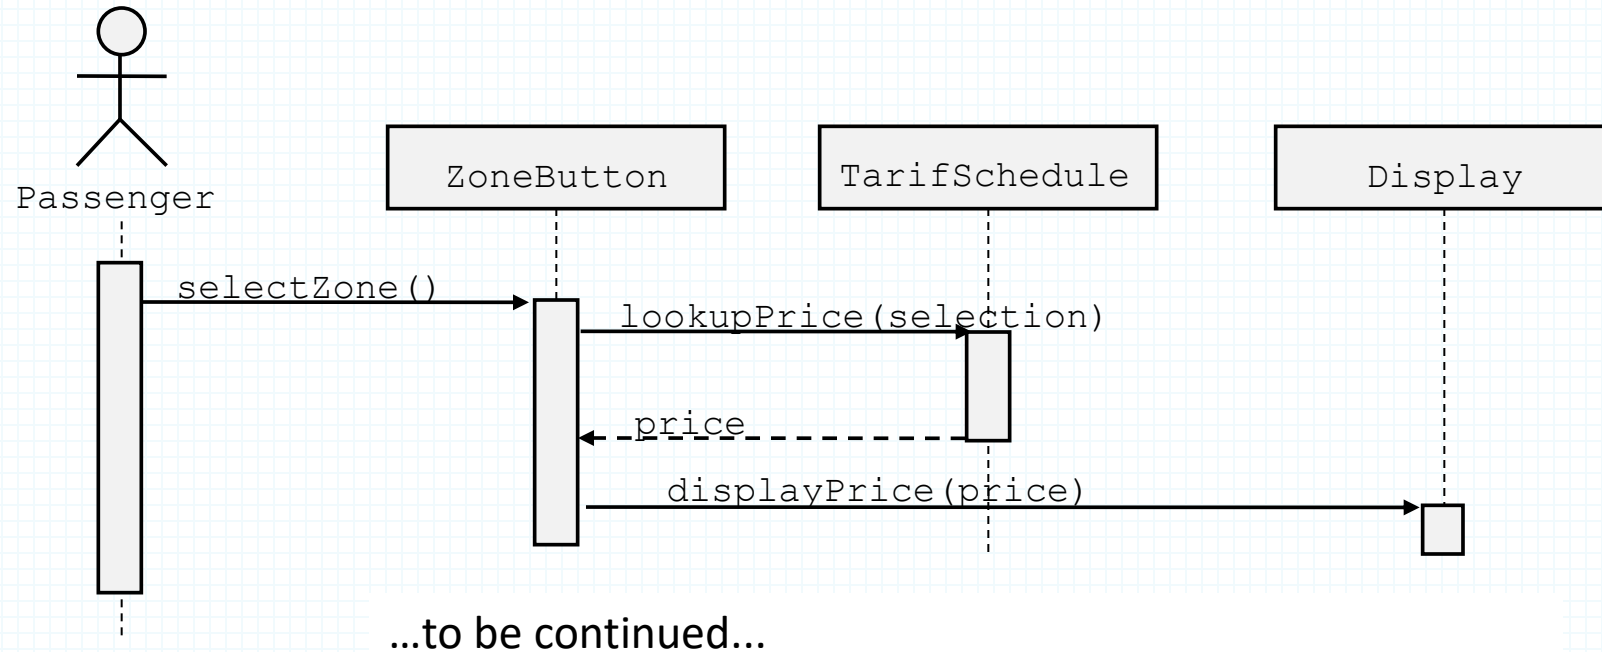 Passenger
ZoneButton
TarifSchedule
Display
selectZone()
lookupPrice(selection)
price
displayPrice(price)
…to be continued...